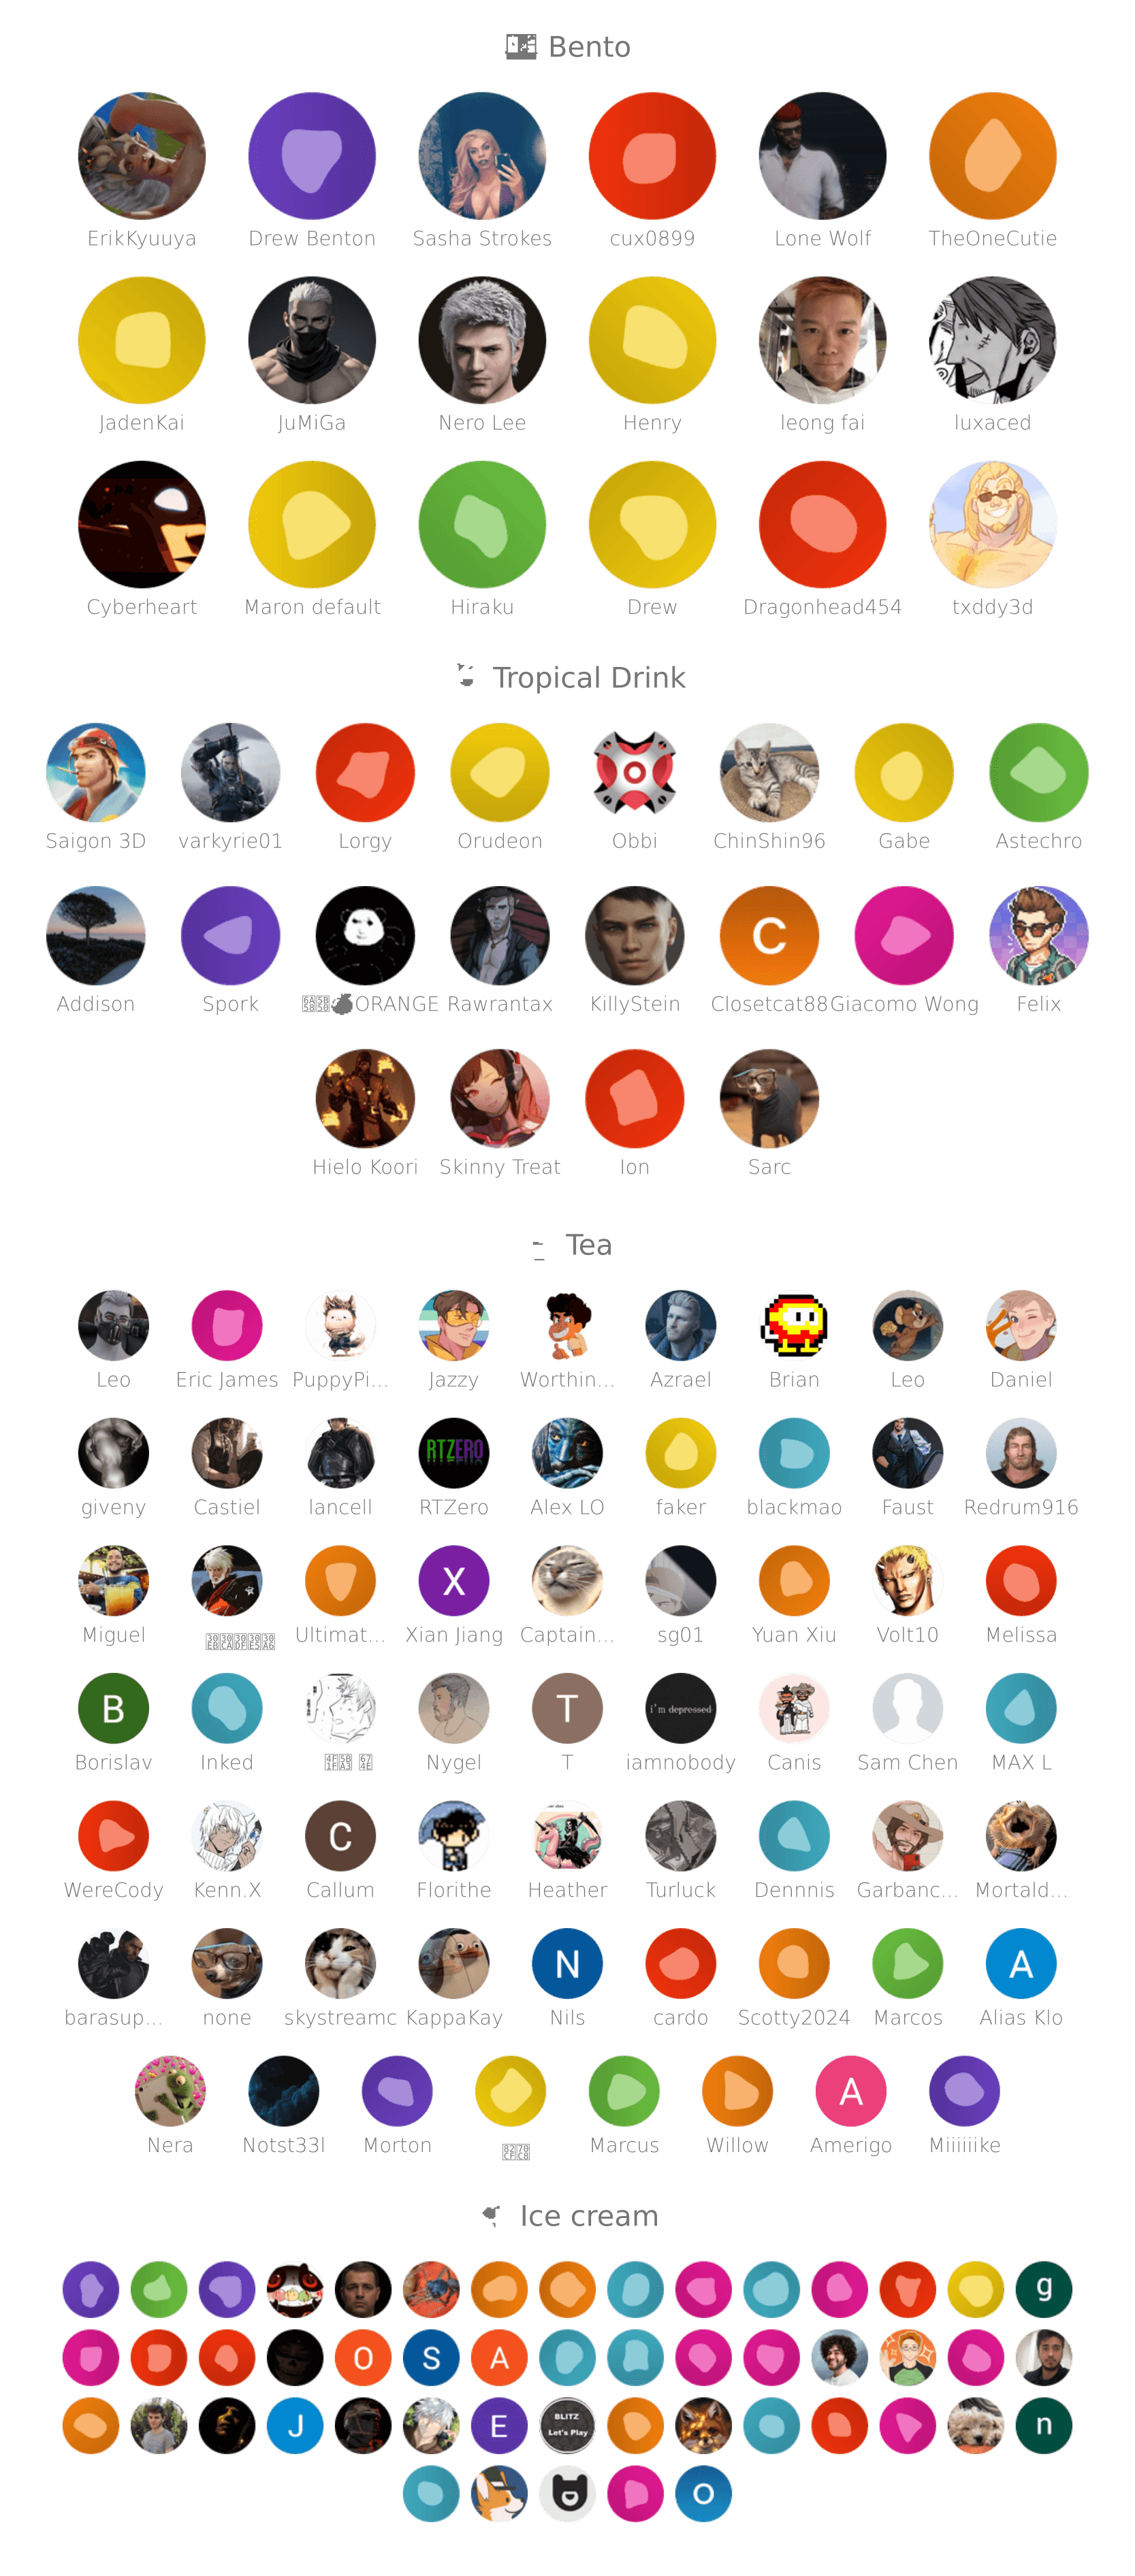 Bento
ErikKyuuya Drew Benton Sasha Strokes cux0899 Lone Wolf TheOneCutie
JadenKai JuMiGa Nero Lee Henry leong fai luxaced
Cyberheart Maron default Hiraku Drew Dragonhead454 txddy3d
Tropical Drink
Saigon 3D varkyrie01 Lorgy Orudeon Obbi ChinShin96 Gabe Astechro
C
Addison Spork ORANGE Rawrantax KillyStein Closetcat88 Giacomo Wong Felix
Hielo Koori Skinny Treat Ion Sarc
Tea
Leo Eric James PuppyPi... Jazzy Worthin... Azrael Brian Leo Daniel
RTZERO
giveny Castiel lancell RTZero Alex LO faker blackmao Faust Redrum916
X
Miguel Ultimat... Xian Jiang Captain... sg01 Yuan Xiu Volt10 Melissa
B T i'm depressed
Borislav Inked Nygel T iamnobody Canis Sam Chen MAX L
C
WereCody Kenn.X Callum Florithe Heather Turluck Dennnis Garbanc... Mortald...
N A
barasup... none skystreamc KappaKay Nils cardo Scotty2024 Marcos Alias Klo
A
Nera Notst33l Morton Marcus Willow Amerigo Miiiiiike
Ice cream
g
O S A
J E BLITZ Let's Play n
O